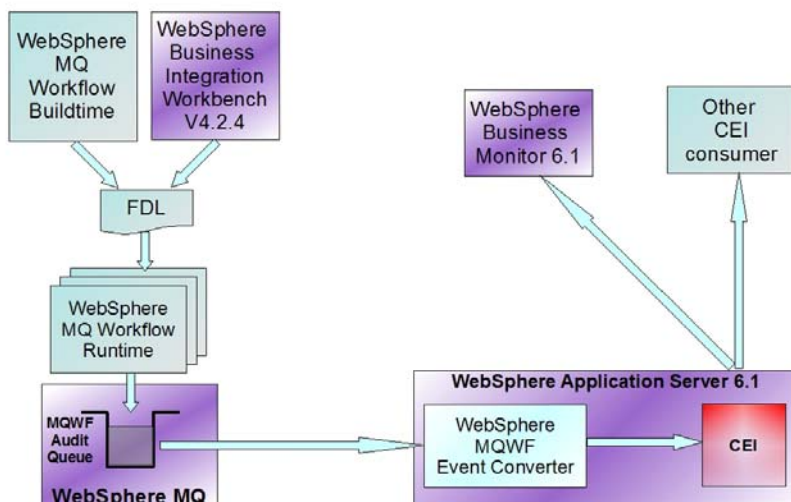 WebSphere
MQ
Workflow
Buildtime
WebSphere
Business
Integration
Workbench
V4.2.4
WebSphere
Business
Monitor 6.1
Other
CEI
consumer
FDL
WebSphere
MQ Workflow
Runtime
MQWF
Audit
Queue
WebSphere MQ
WebSphere Application Server 6.1
WebSphere
MQWF
Event Converter
CEI